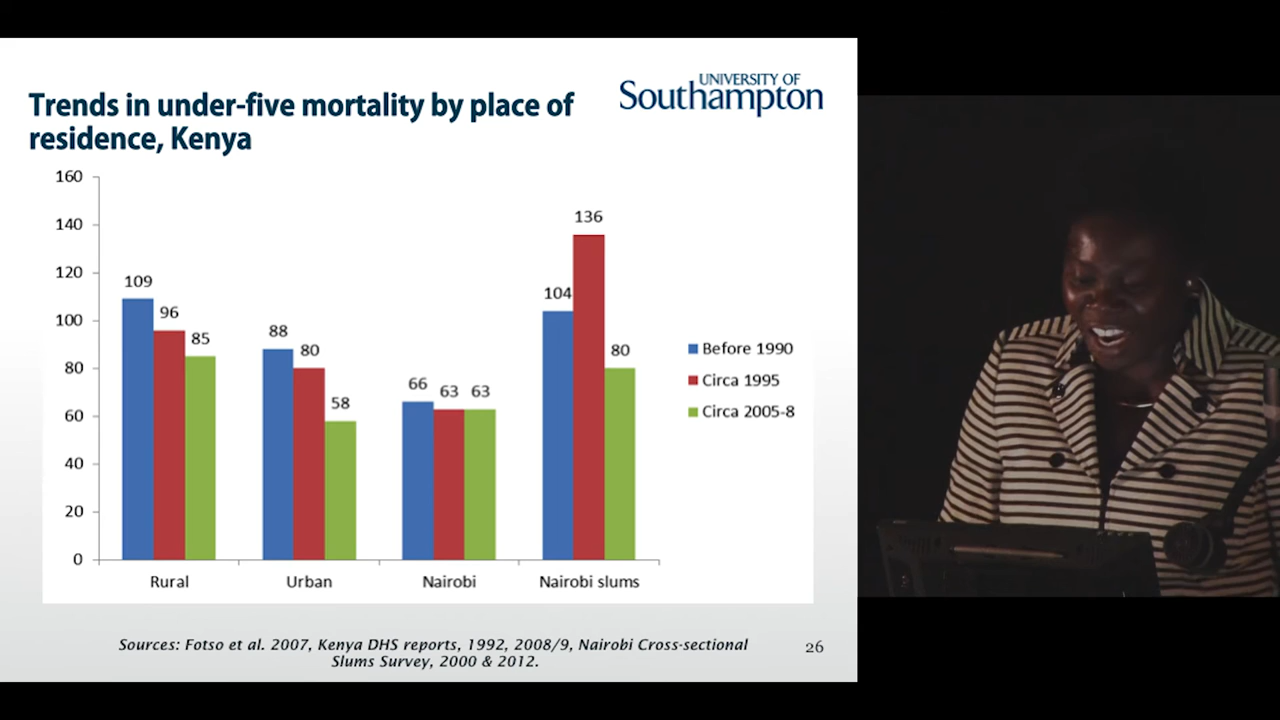 Trends in under-five mortality by place of
residence, Kenya
UNIVERSITY OF
Southampton
160
140
120
100
80
60
40
20
0
109
96
85
88
80
58
66
63
63
104
136
80
Rural
Urban
Nairobi
Nairobi slums
Before 1990
Circa 1995
Circa 2005-8
Sources: Fotso et al. 2007, Kenya DHS reports, 1992, 2008/9, Nairobi Cross-sectional
Slums Survey, 2000 & 2012.
26